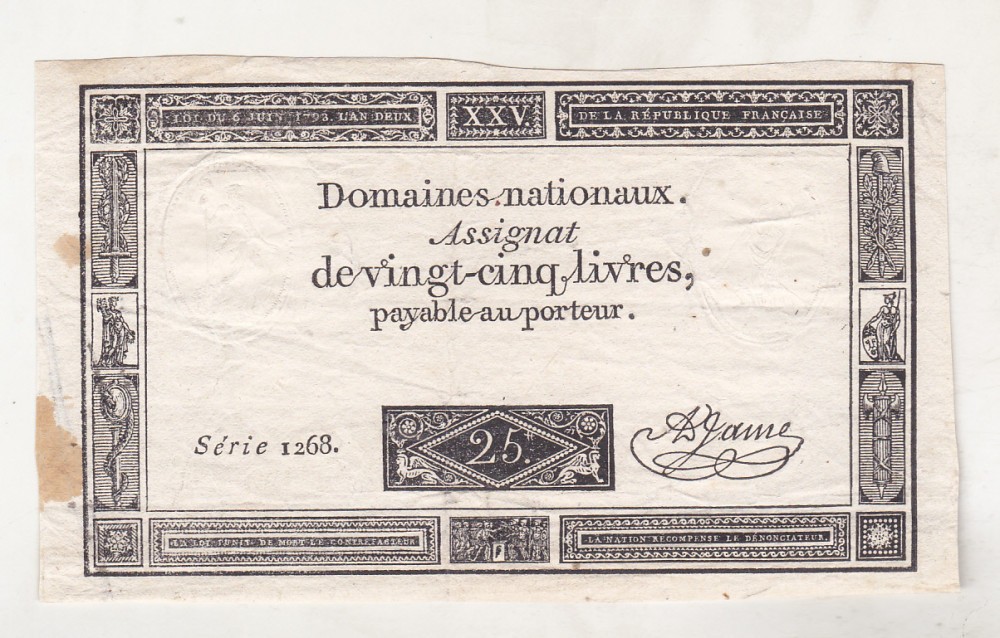 LOI DU 6 JUIN 1793. L'AN DEUX
XXV.
DE LA RÉPUBLIQUE FRANÇAISE
Domaines nationaux.
Assignat
de vingt-cinq livres,
payable au porteur.
Série 1268.
25.
A Jame
LA LOI PUNIT DE MORT LE CONTREFACTEUR
LA NATION RÉCOMPENSE LE DÉNONCIATEUR.